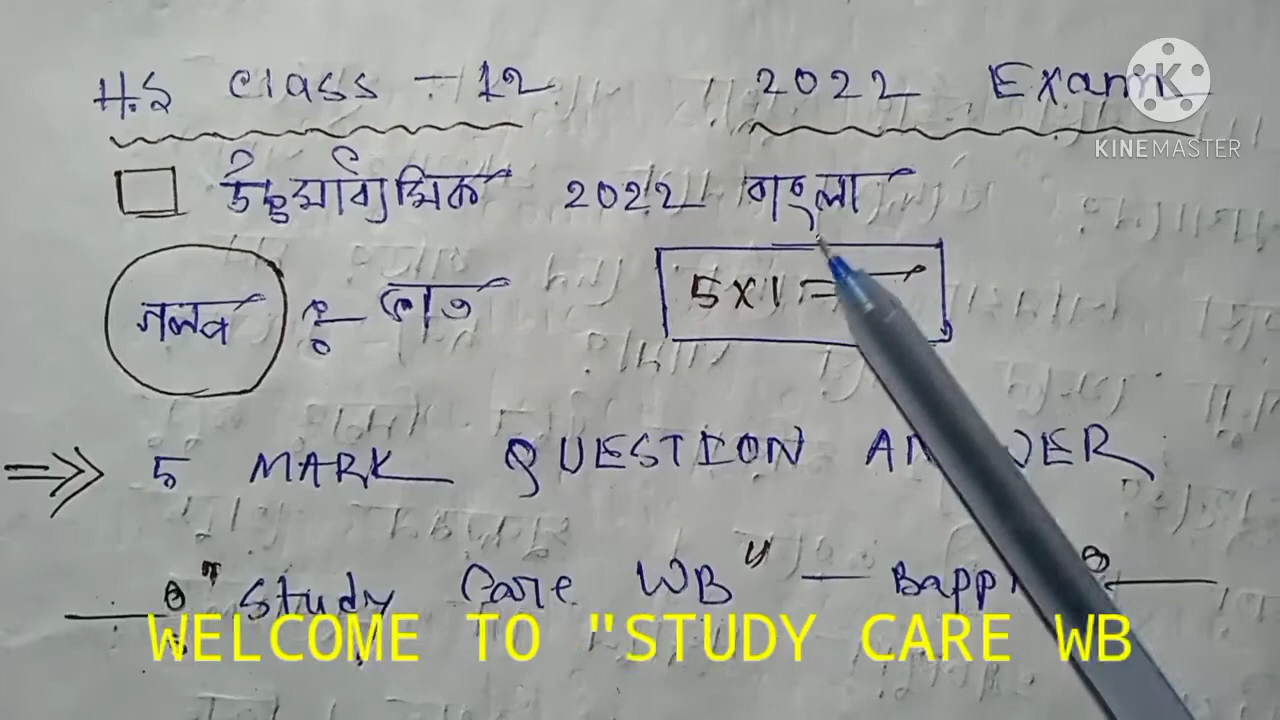 H.S Class - 12 2022 Exam
KINEMASTER
উচ্চমাধ্যমিক 2022 বাংলা
গল্প ঃ- ভাত 5x1=
⇒ 5 MARK QUESTION
"Study Care WB" — Bappi
WELCOME TO "STUDY CARE WB